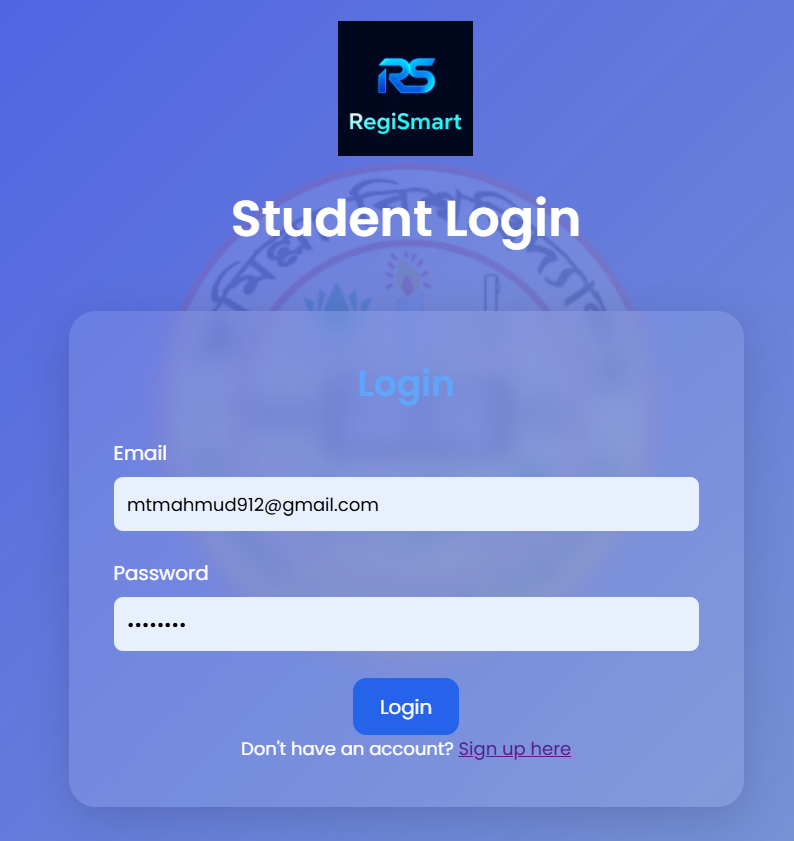 RS
RegiSmart
Student Login
Login
Email
mtmahmud912@gmail.com
Password
••••••••
Login
Don't have an account? Sign up here